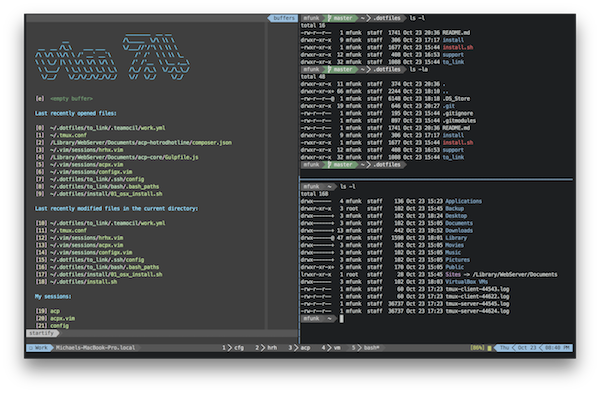 buffers
[e] <empty buffer>
Last recently opened files:
[0] ~/.dotfiles/to_link/.teamocil/work.yml
[1] ~/.tmux.conf
[2] /Library/WebServer/Documents/acp-hotrodhotline/composer.json
[3] ~/.vim/sessions/hrhx.vim
[4] /Library/WebServer/Documents/acp-core/Gulpfile.js
[5] ~/.vim/sessions/acpx.vim
[6] ~/.vim/sessions/configx.vim
[7] ~/.dotfiles/to_link/.ssh/config
[8] ~/.dotfiles/to_link/bash/.bash_paths
[9] ~/.dotfiles/install/01_osx_install.sh
Last recently modified files in the current directory:
[10] ~/.dotfiles/to_link/.teamocil/work.yml
[11] ~/.tmux.conf
[12] ~/.vim/sessions/hrhx.vim
[13] ~/.vim/sessions/acpx.vim
[14] ~/.vim/sessions/configx.vim
[15] ~/.dotfiles/to_link/.ssh/config
[16] ~/.dotfiles/to_link/bash/.bash_paths
[17] ~/.dotfiles/install/01_osx_install.sh
[18] ~/.dotfiles/install.sh
My sessions:
[19] acp
[20] acpx.vim
[21] config
startify
mfunk master .dotfiles ls -l
total 16
-rw-r--r-- 1 mfunk staff 1741 Oct 23 20:36 README.md
drwxr-xr-x 9 mfunk staff 306 Oct 23 17:17 install
-rwxr-xr-x 1 mfunk staff 1677 Oct 23 15:44 install.sh
drwxr-xr-x 12 mfunk staff 408 Oct 23 16:53 support
drwxr-xr-x 32 mfunk staff 1088 Oct 23 15:44 to_link
mfunk master .dotfiles ls -la
total 40
drwxr-xr-x 11 mfunk staff 374 Oct 23 20:36 .
drwxr-xr-x+ 66 mfunk staff 2244 Oct 23 18:10 ..
-rw-r--r--@ 1 mfunk staff 6148 Oct 23 18:10 .DS_Store
drwxr-xr-x 19 mfunk staff 646 Oct 23 20:27 .git
-rw-r--r-- 1 mfunk staff 195 Oct 23 15:44 .gitignore
-rw-r--r-- 1 mfunk staff 897 Oct 23 15:44 .gitmodules
-rw-r--r-- 1 mfunk staff 1741 Oct 23 20:36 README.md
drwxr-xr-x 9 mfunk staff 306 Oct 23 17:17 install
-rwxr-xr-x 1 mfunk staff 1677 Oct 23 15:44 install.sh
drwxr-xr-x 12 mfunk staff 408 Oct 23 16:53 support
drwxr-xr-x 32 mfunk staff 1088 Oct 23 15:44 to_link
mfunk master .dotfiles
mfunk ~ ls -l
total 168
drwx------ 4 mfunk staff 136 Oct 23 15:23 Applications
drwxr-xr-x 3 root staff 102 Oct 23 15:45 Backup
drwx------+ 3 mfunk staff 102 Oct 23 18:24 Desktop
drwx------+ 3 mfunk staff 102 Oct 23 15:05 Documents
drwx------+ 13 mfunk staff 442 Oct 23 19:52 Downloads
drwx------@ 47 mfunk staff 1598 Oct 23 18:01 Library
drwx------+ 3 mfunk staff 102 Oct 23 15:05 Movies
drwx------+ 3 mfunk staff 102 Oct 23 15:05 Music
drwx------+ 3 mfunk staff 102 Oct 23 15:05 Pictures
drwxr-xr-x+ 5 mfunk staff 170 Oct 23 15:05 Public
lrwxr-xr-x 1 root staff 28 Oct 23 15:45 Sites -> /Library/WebServer/Documents
drwx------ 3 mfunk staff 102 Oct 23 18:03 VirtualBox VMs
-rw-r--r-- 1 mfunk staff 60 Oct 23 17:23 tmux-client-44543.log
-rw-r--r-- 1 mfunk staff 60 Oct 23 17:23 tmux-client-44622.log
-rw-r--r-- 1 mfunk staff 36737 Oct 23 17:23 tmux-server-44545.log
-rw-r--r-- 1 mfunk staff 36737 Oct 23 17:23 tmux-server-44624.log
mfunk ~
Work Michaels-MacBook-Pro.local 1 cfg 2 hrh 3 acp 4 vm 5 bash* [86%] Thu Oct 23 08:40 PM